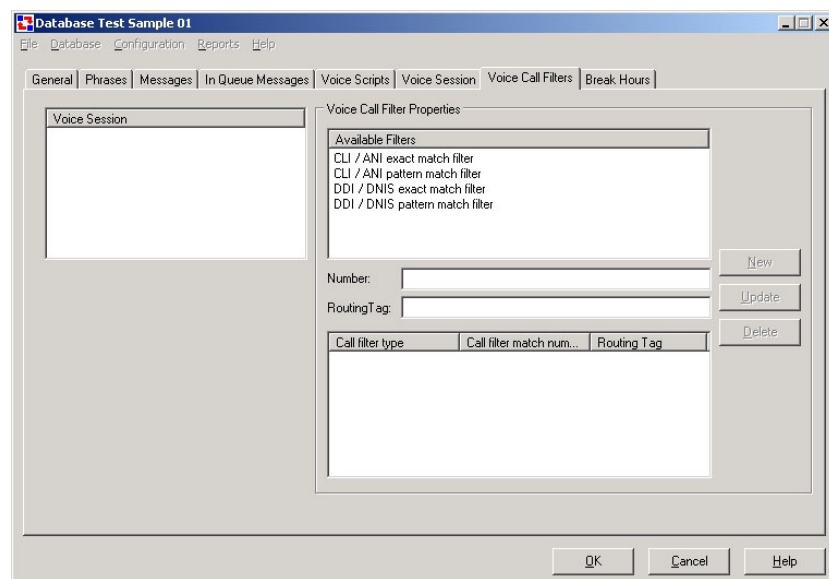 Database Test Sample 01
File Database Configuration Reports Help
General Phrases Messages In Queue Messages Voice Scripts Voice Session Voice Call Filters Break Hours
Voice Session
Voice Call Filter Properties
Available Filters
CLI / ANI exact match filter
CLI / ANI pattern match filter
DDI / DNIS exact match filter
DDI / DNIS pattern match filter
New
Number:
Update
RoutingTag:
Delete
Call filter type Call filter match num... Routing Tag
OK Cancel Help